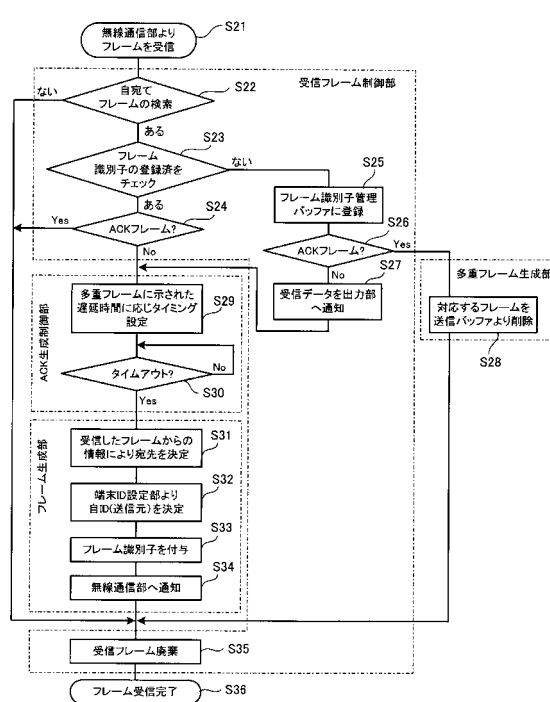 無線通信部より
フレームを受信
S21
受信フレーム制御部
ない
自宛て
フレームの検索
S22
ある
S23
フレーム
識別子の登録済を
チェック
ない
S25
フレーム識別子管理
バッファに登録
ある
S24
Yes
ACKフレーム?
No
S26
ACKフレーム?
Yes
No
S27
受信データを出力部
へ通知
多重フレーム生成部
対応するフレームを
送信バッファより削除
S28
ACK生成制御部
多重フレームに示された
遅延時間に応じタイミング
設定
S29
タイムアウト?
No
S30
Yes
フレーム生成部
受信したフレームからの
情報により宛先を決定
S31
端末ID設定部より
自ID(送信元)を決定
S32
フレーム識別子を付与
S33
無線通信部へ通知
S34
受信フレーム廃棄
S35
フレーム受信完了
S36